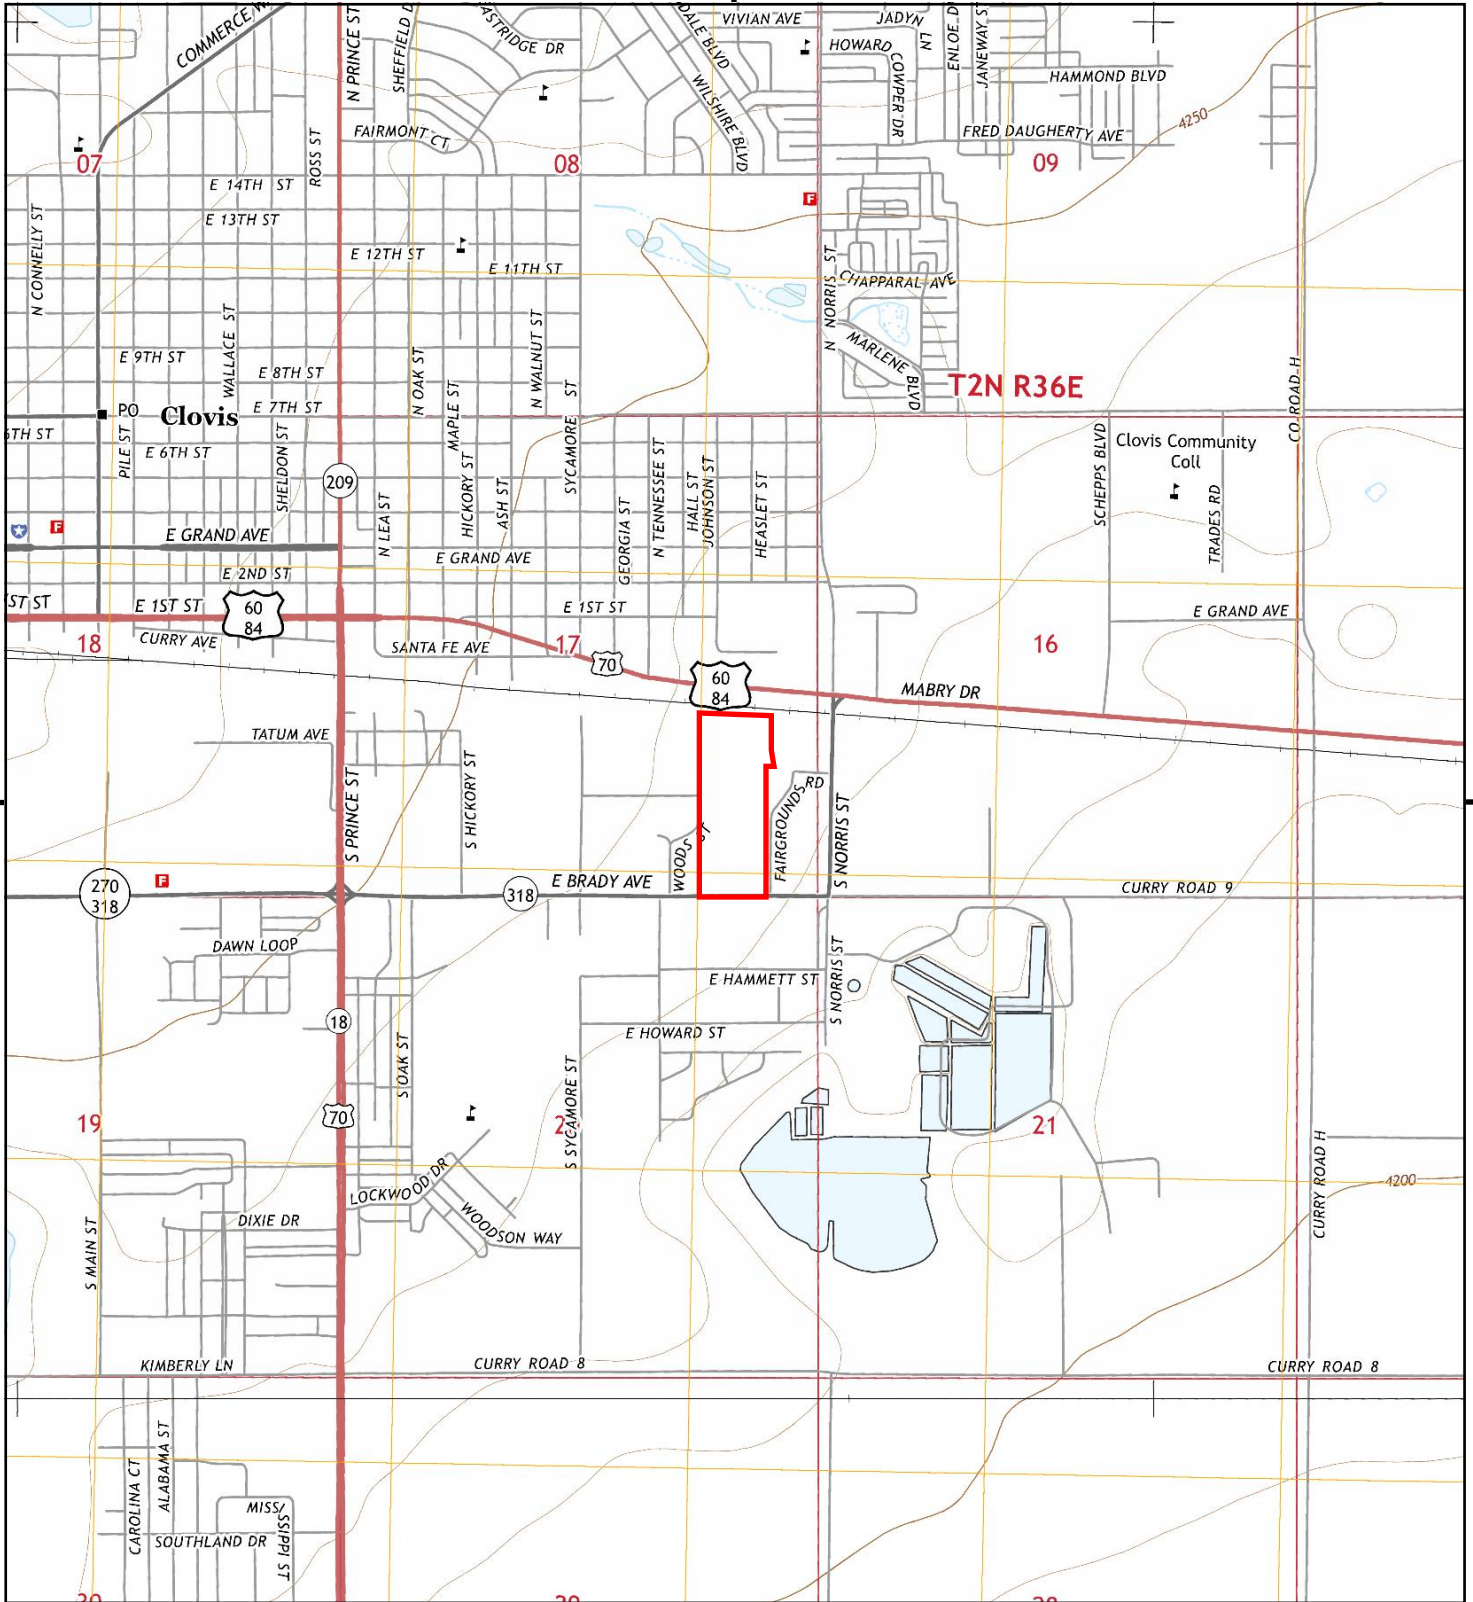 COMMERCE W
N PRINCE ST
SHEFFIELD D
ASTRIDGE DR
DALE BLVD
VIVIAN AVE
JADYN LN
ENLOE D
JANEWAY S
HOWARD
COWPER DR
HAMMOND BLVD
WILSHIRE BLVD
4250
FAIRMONT CT
FRED DAUGHERTY AVE
ROSS ST
07
08
09
E 14TH ST
F
E 13TH ST
N CONNELLY ST
E 12TH ST
E 11TH ST
N NORRIS ST
CHAPPARAL AVE
WALLACE ST
N WALNUT ST
N
MARLENE BLVD
E 9TH ST
E 8TH ST
N OAK ST
MAPLE ST
SYCAMORE ST
T2N R36E
CO ROAD H
PO
Clovis
E 7TH ST
6TH ST
PILE ST
E 6TH ST
SHELDON ST
HICKORY ST
ASH ST
N TENNESSEE ST
HALL ST
JOHNSON ST
HEASLET ST
SCHEPPS BLVD
Clovis Community
Coll
TRADES RD
209
N LEA ST
GEORGIA ST
F
E GRAND AVE
E GRAND AVE
E 2ND ST
ST ST
E 1ST ST
60
84
E 1ST ST
E GRAND AVE
CURRY AVE
18
SANTA FE AVE
17
16
70
60
84
MABRY DR
TATUM AVE
S PRINCE ST
S HICKORY ST
WOODS ST
FAIRGROUNDS RD
S NORRIS ST
270
318
F
318
E BRADY AVE
CURRY ROAD 9
DAWN LOOP
S NORRIS ST
E HAMMETT ST
18
E HOWARD ST
S OAK ST
S SYCAMORE ST
19
70
2
21
CURRY ROAD H
LOCKWOOD DR
4200
S MAIN ST
DIXIE DR
WOODSON WAY
KIMBERLY LN
CURRY ROAD 8
CURRY ROAD 8
CAROLINA CT
ALABAMA ST
MISSISSIPPI ST
SOUTHLAND DR